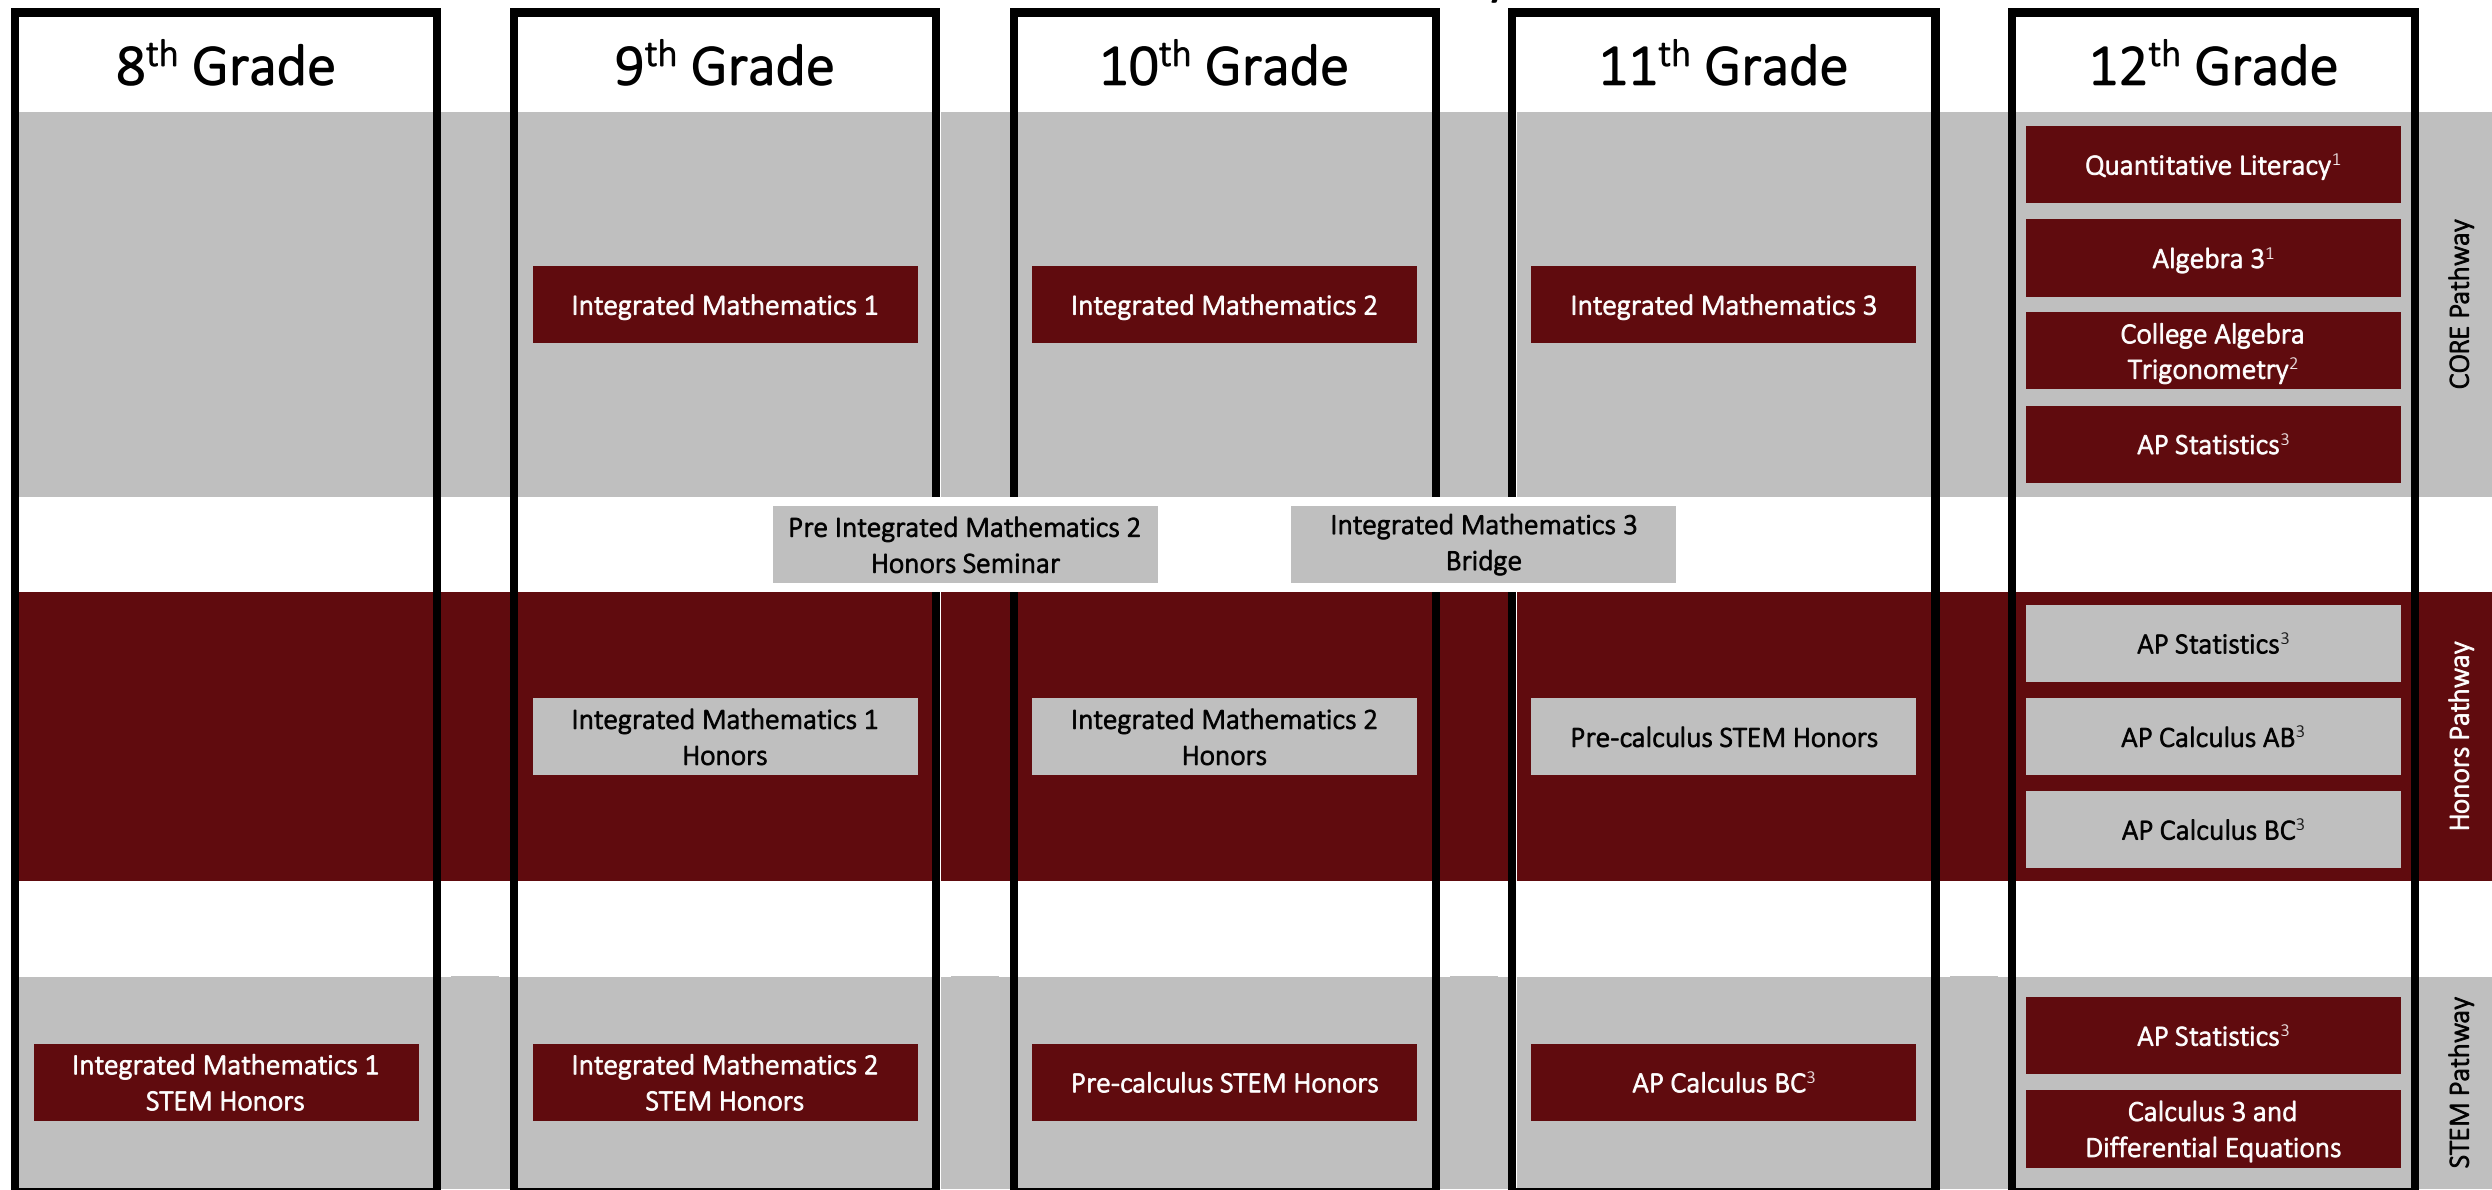 8th Grade
9th Grade
10th Grade
11th Grade
12th Grade
Quantitative Literacy1
Algebra 31
Integrated Mathematics 1
Integrated Mathematics 2
Integrated Mathematics 3
College Algebra
Trigonometry2
AP Statistics3
CORE Pathway
Pre Integrated Mathematics 2
Honors Seminar
Integrated Mathematics 3
Bridge
AP Statistics3
Integrated Mathematics 1
Honors
Integrated Mathematics 2
Honors
Pre-calculus STEM Honors
AP Calculus AB3
AP Calculus BC3
Honors Pathway
AP Statistics3
Integrated Mathematics 1
STEM Honors
Integrated Mathematics 2
STEM Honors
Pre-calculus STEM Honors
AP Calculus BC3
Calculus 3 and
Differential Equations
STEM Pathway